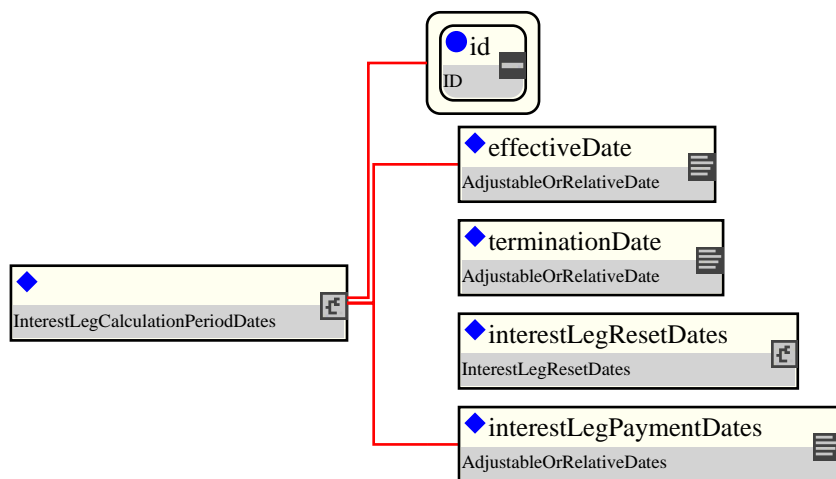 id
ID
effectiveDate
AdjustableOrRelativeDate
terminationDate
AdjustableOrRelativeDate
InterestLegCalculationPeriodDates
interestLegResetDates
InterestLegResetDates
interestLegPaymentDates
AdjustableOrRelativeDates